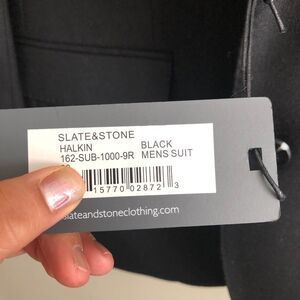 SLATE&STONE
HALKIN BLACK
162-SUB-1000-9R MENS SUIT
15770 02872 3
slateandstoneclothing.com